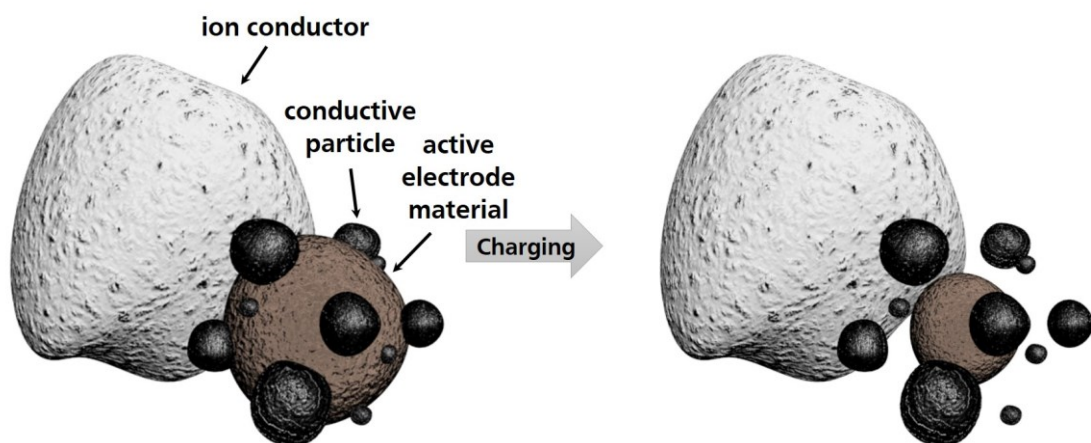 ion conductor
conductive
particle
active
electrode
material
Charging